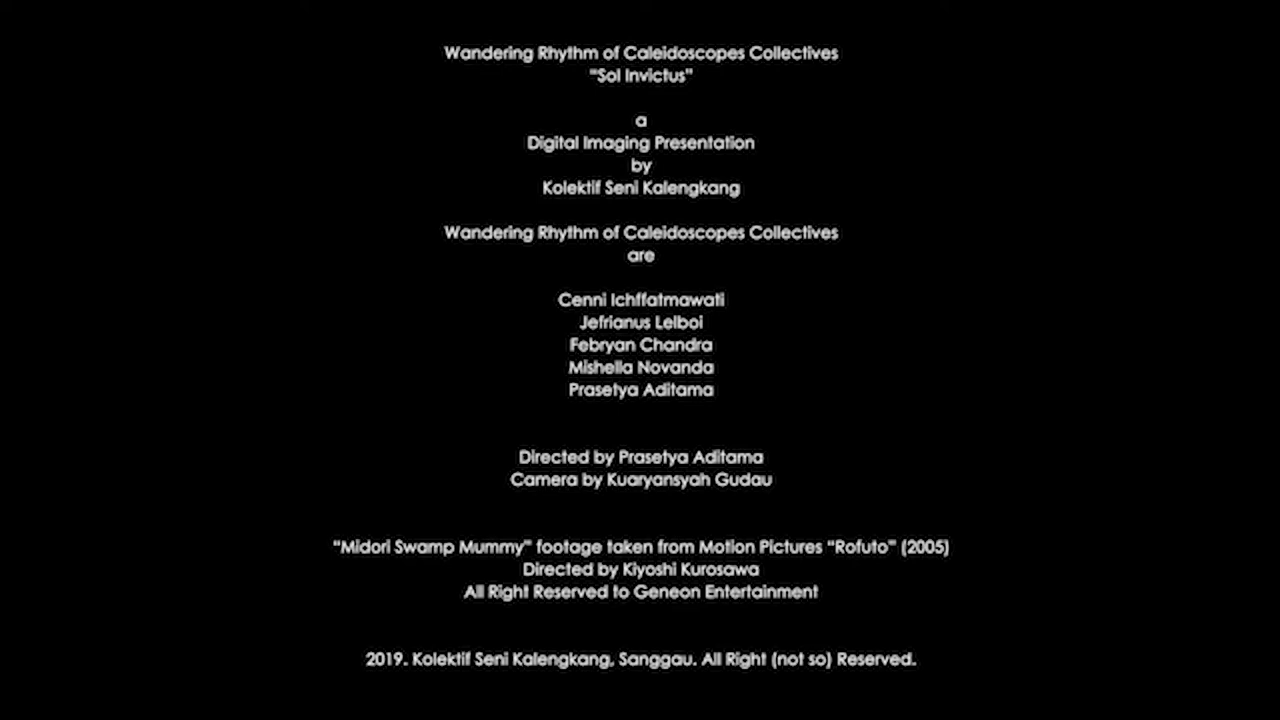 Wandering Rhythm of Caleidoscopes Collectives
"Sol Invictus"
a
Digital Imaging Presentation
by
Kolektif Seni Kalengkang
Wandering Rhythm of Caleidoscopes Collectives
are
Cenni Ichffatmawati
Jefrianus Lelboi
Febryan Chandra
Mishella Novanda
Prasetya Aditama
Directed by Prasetya Aditama
Camera by Kuaryansyah Gudau
"Midori Swamp Mummy" footage taken from Motion Pictures "Rofuto" (2005)
Directed by Kiyoshi Kurosawa
All Right Reserved to Geneon Entertainment
2019. Kolektif Seni Kalengkang, Sanggau. All Right (not so) Reserved.